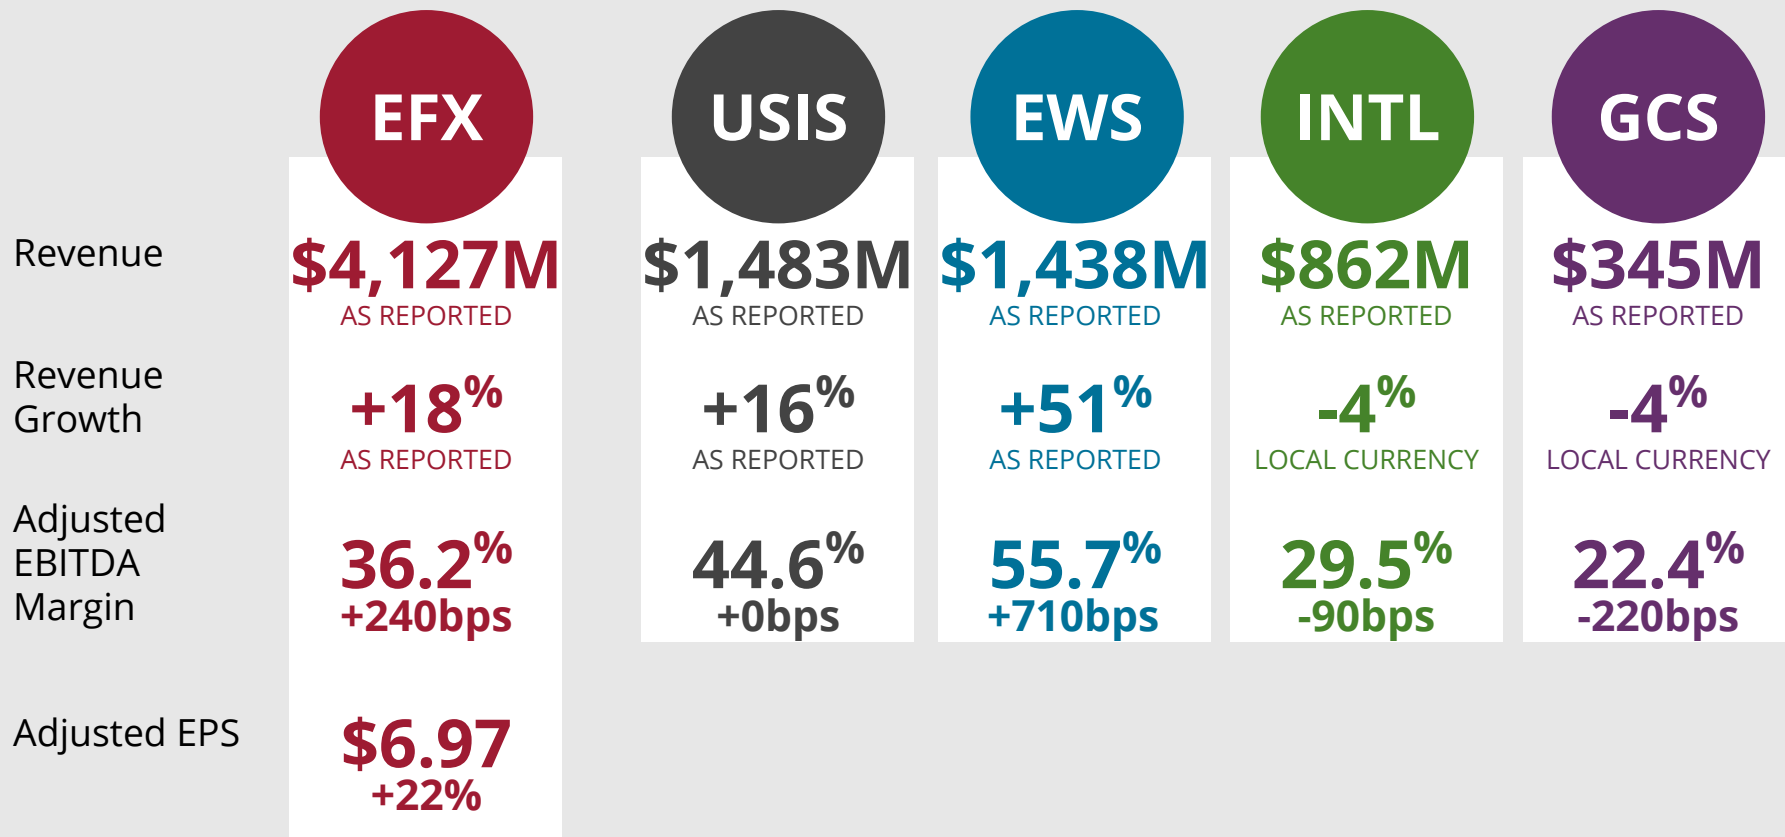 EFX USIS EWS INTL GCS
Revenue $4,127M $1,483M $1,438M $862M $345M
AS REPORTED AS REPORTED AS REPORTED AS REPORTED AS REPORTED
Revenue
Growth +18% +16% +51% -4% -4%
AS REPORTED AS REPORTED AS REPORTED LOCAL CURRENCY LOCAL CURRENCY
Adjusted
EBITDA 36.2% 44.6% 55.7% 29.5% 22.4%
Margin +240bps +0bps +710bps -90bps -220bps
Adjusted EPS $6.97
+22%